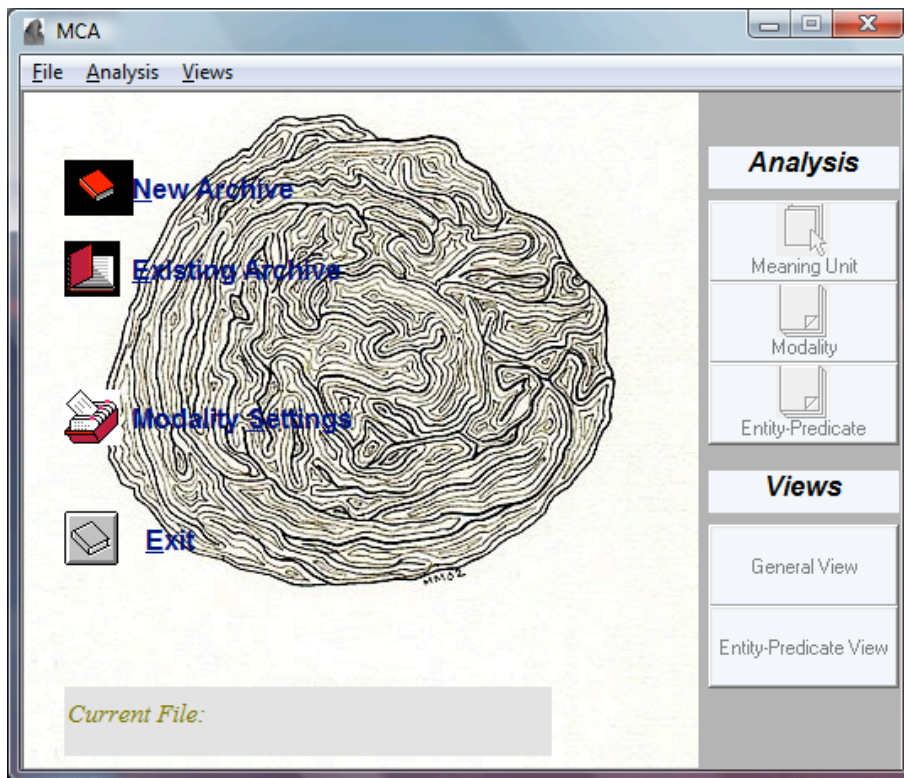 MCA
File Analysis Views
New Archive
Existing Archive
Modality Settings
Exit
MM02
Current File:
Analysis
Meaning Unit
Modality
Entity-Predicate
Views
General View
Entity-Predicate View